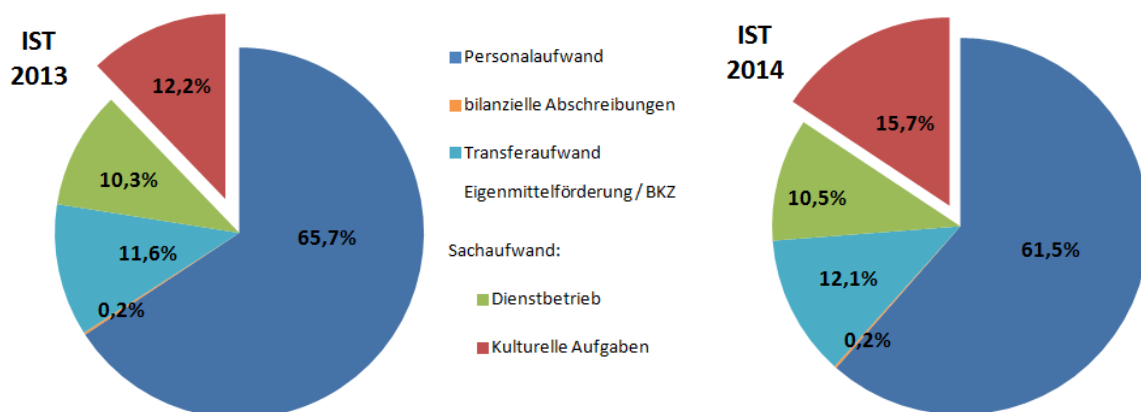 IST
2013
12,2%
10,3%
11,6%
0,2%
65,7%
Personalaufwand
bilanzielle Abschreibungen
Transferaufwand
Eigenmittelförderung / BKZ
Sachaufwand:
Dienstbetrieb
Kulturelle Aufgaben
IST
2014
15,7%
10,5%
12,1%
0,2%
61,5%